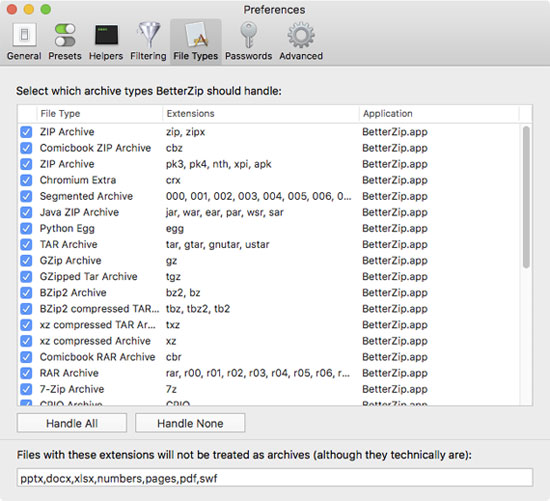 Preferences
General Presets Helpers Filtering File Types Passwords Advanced
Select which archive types BetterZip should handle:
File Type Extensions Application
ZIP Archive zip, zipx BetterZip.app
Comicbook ZIP Archive cbz BetterZip.app
ZIP Archive pk3, pk4, nth, xpi, apk BetterZip.app
Chromium Extra crx BetterZip.app
Segmented Archive 000, 001, 002, 003, 004, 005, 006, 0... BetterZip.app
Java ZIP Archive jar, war, ear, par, wsr, sar BetterZip.app
Python Egg egg BetterZip.app
TAR Archive tar, gtar, gnutar, ustar BetterZip.app
GZip Archive gz BetterZip.app
GZipped Tar Archive tgz BetterZip.app
BZip2 Archive bz2, bz BetterZip.app
BZip2 compressed TAR... tbz, tbz2, tb2 BetterZip.app
xz compressed TAR Ar... txz BetterZip.app
xz compressed Archive xz BetterZip.app
Comicbook RAR Archive cbr BetterZip.app
RAR Archive rar, r00, r01, r02, r03, r04, r05, r06, r... BetterZip.app
7-Zip Archive 7z BetterZip.app
CPIO Archive CPIO BetterZip.app
Handle All Handle None
Files with these extensions will not be treated as archives (although they technically are):
pptx,docx,xlsx,numbers,pages,pdf,swf